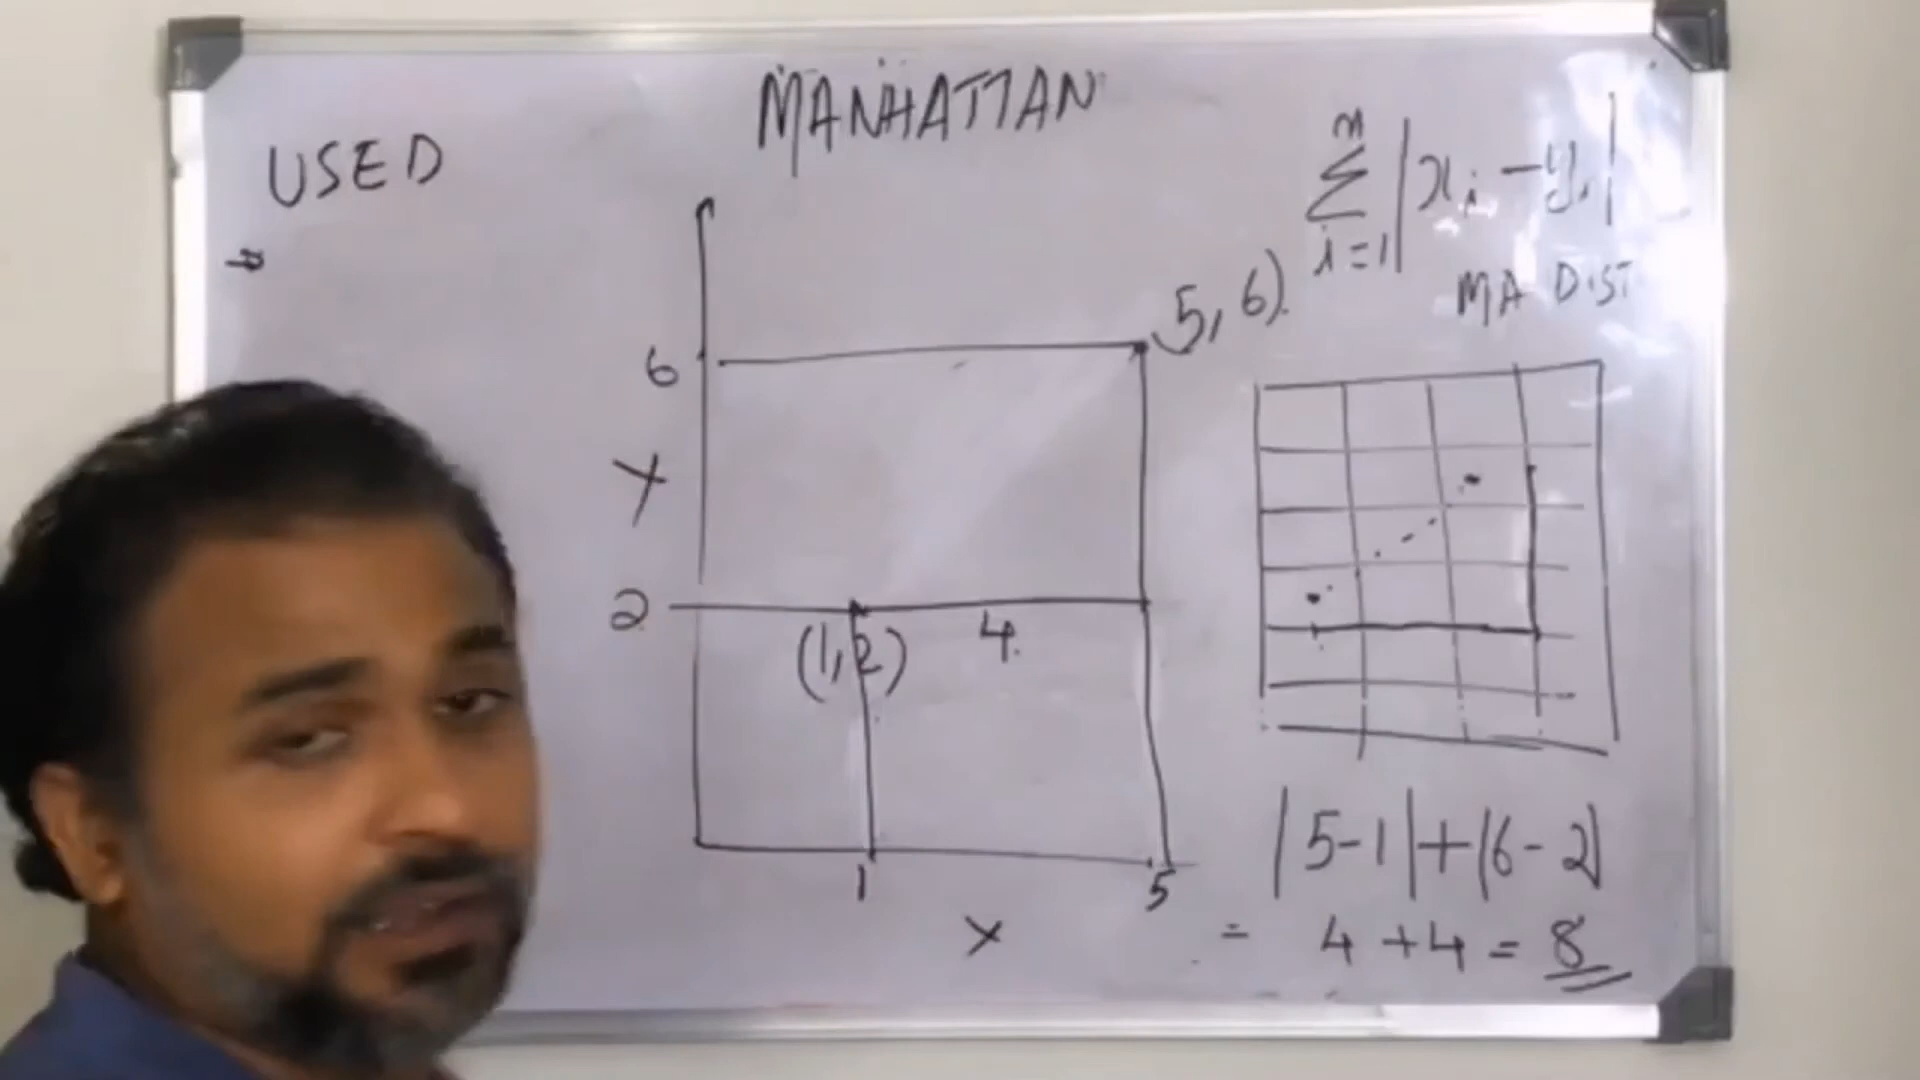 MANHATTAN
USED
n
∑ |xi - yi|
i=1
MA DIST
5, 6)
6
Y
2
(1,2)
4
1
5
X
|5-1|+|6-2|
= 4 +4 = 8